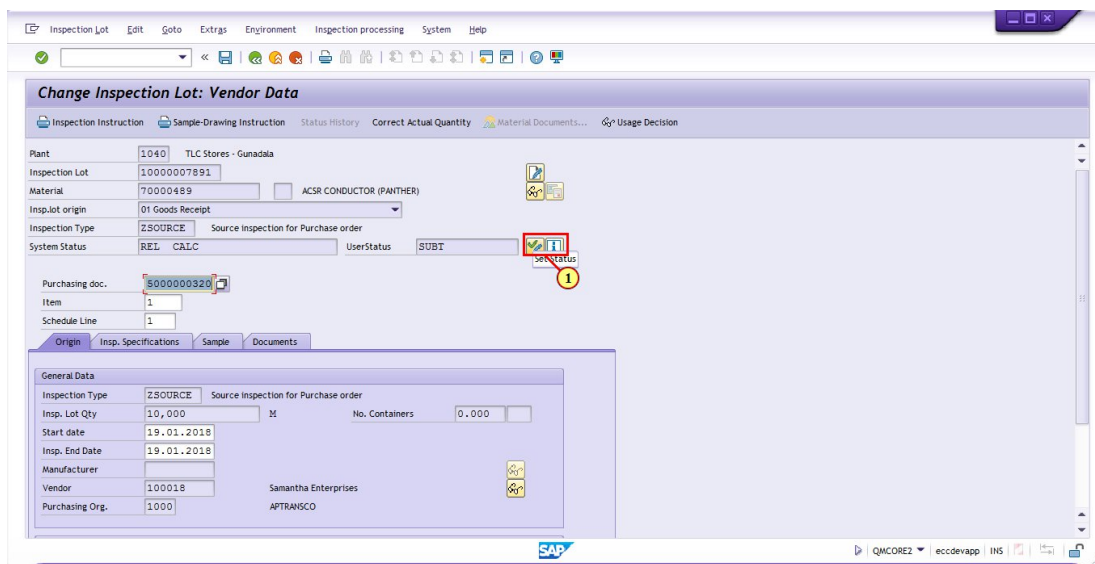 Inspection Lot Edit Goto Extras Environment Inspection processing System Help
Change Inspection Lot: Vendor Data
Inspection Instruction Sample-Drawing Instruction Status History Correct Actual Quantity Material Documents... Usage Decision
Plant 1040 TLC Stores - Gunadala
Inspection Lot 10000007891
Material 70000489 ACSR CONDUCTOR (PANTHER)
Insp.lot origin 01 Goods Receipt
Inspection Type ZSOURCE Source inspection for Purchase order
System Status REL CALC UserStatus SUBT
Set Status
1
Purchasing doc. 5000000320
Item 1
Schedule Line 1
Origin Insp. Specifications Sample Documents
General Data
Inspection Type ZSOURCE Source inspection for Purchase order
Insp. Lot Qty 10,000 M No. Containers 0.000
Start date 19.01.2018
Insp. End Date 19.01.2018
Manufacturer
Vendor 100018 Samantha Enterprises
Purchasing Org. 1000 APTRANSCO
SAP QMCORE2 eccdevapp INS